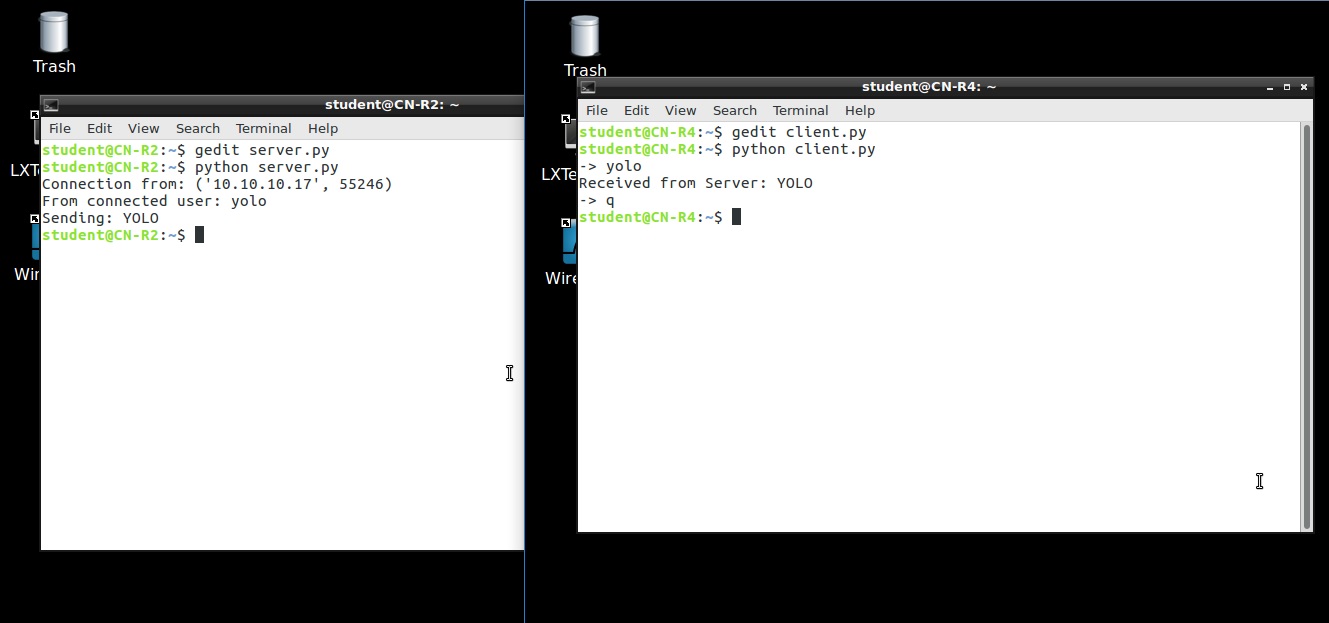 Trash
student@CN-R2: ~
File Edit View Search Terminal Help
student@CN-R2:~$ gedit server.py
student@CN-R2:~$ python server.py
Connection from: ('10.10.10.17', 55246)
From connected user: yolo
Sending: YOLO
student@CN-R2:~$
LXTe
Wir
Trash
student@CN-R4: ~
File Edit View Search Terminal Help
student@CN-R4:~$ gedit client.py
student@CN-R4:~$ python client.py
-> yolo
Received from Server: YOLO
-> q
student@CN-R4:~$
LXTe
Wire